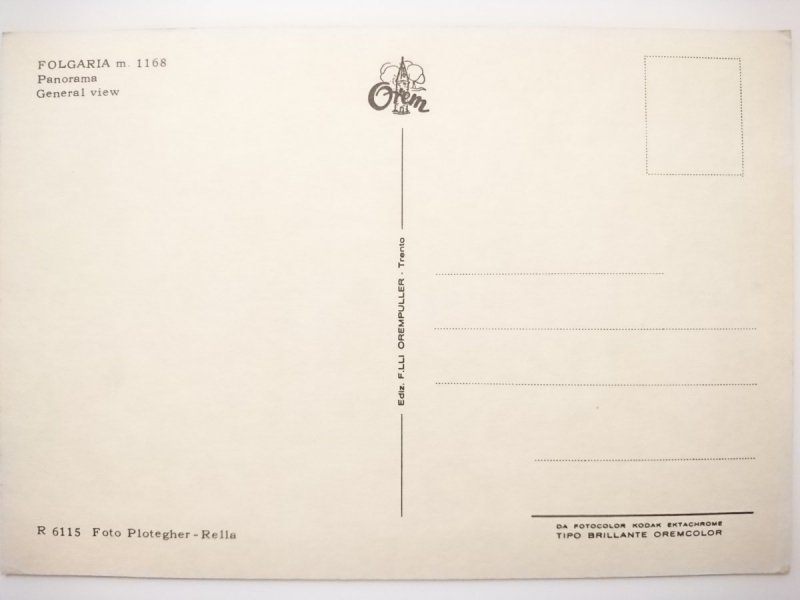 FOLGARIA m. 1168
Panorama
General view
Orem
Ediz. F.LLI OREMPULLER - Trento
R 6115 Foto Plotegher - Rella
DA FOTOCOLOR KODAK EKTACHROME
TIPO BRILLANTE OREMCOLOR